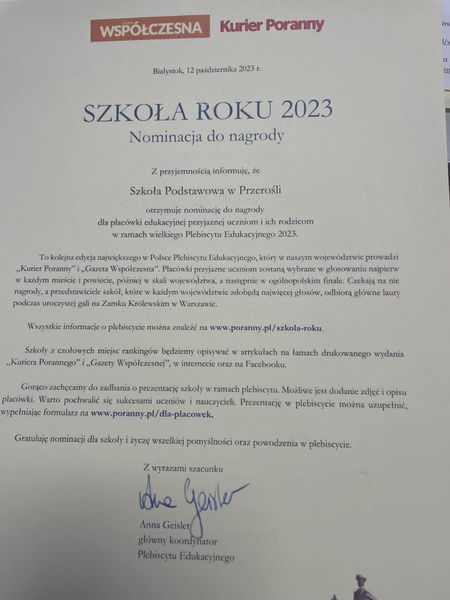 WSPÓŁCZESNA Kurier Poranny
Białystok, 12 października 2023 r.
SZKOŁA ROKU 2023
Nominacja do nagrody
Z przyjemnością informuję, że
Szkoła Podstawowa w Przerośli
otrzymuje nominację do nagrody
dla placówki edukacyjnej przyjaznej uczniom i ich rodzicom
w ramach wielkiego Plebiscytu Edukacyjnego 2023.
To kolejna edycja największego w Polsce Plebiscytu Edukacyjnego, który w naszym województwie prowadzi
„Kurier Poranny" i „Gazeta Współczesna". Placówki przyjazne uczniom zostaną wybrane w głosowaniu najpierw
w każdym mieście i powiecie, później w skali województwa, a następnie w ogólnopolskim finale. Czekają na nie
nagrody, a przedstawiciele szkół, które w każdym województwie zdobędą najwięcej głosów, odbiorą główne laury
podczas uroczystej gali na Zamku Królewskim w Warszawie.
Wszystkie informacje o plebiscycie można znaleźć na www.poranny.pl/szkola-roku.
Szkoły z czołowych miejsc rankingów będziemy opisywać w artykułach na łamach drukowanego wydania
„Kuriera Porannego" i „Gazety Współczesnej", w internecie oraz na Facebooku.
Gorąco zachęcamy do zadbania o prezentację szkoły w ramach plebiscytu. Możliwe jest dodanie zdjęć i opisu
placówki. Warto pochwalić się sukcesami uczniów i nauczycieli. Prezentację w plebiscycie można uzupełnić,
wypełniając formularz na www.poranny.pl/dla-placowek.
Gratuluję nominacji dla szkoły i życzę wszelkiej pomyślności oraz powodzenia w plebiscycie.
Z wyrazami szacunku
Anna Geisler
Anna Geisler
główny koordynator
Plebiscytu Edukacyjnego